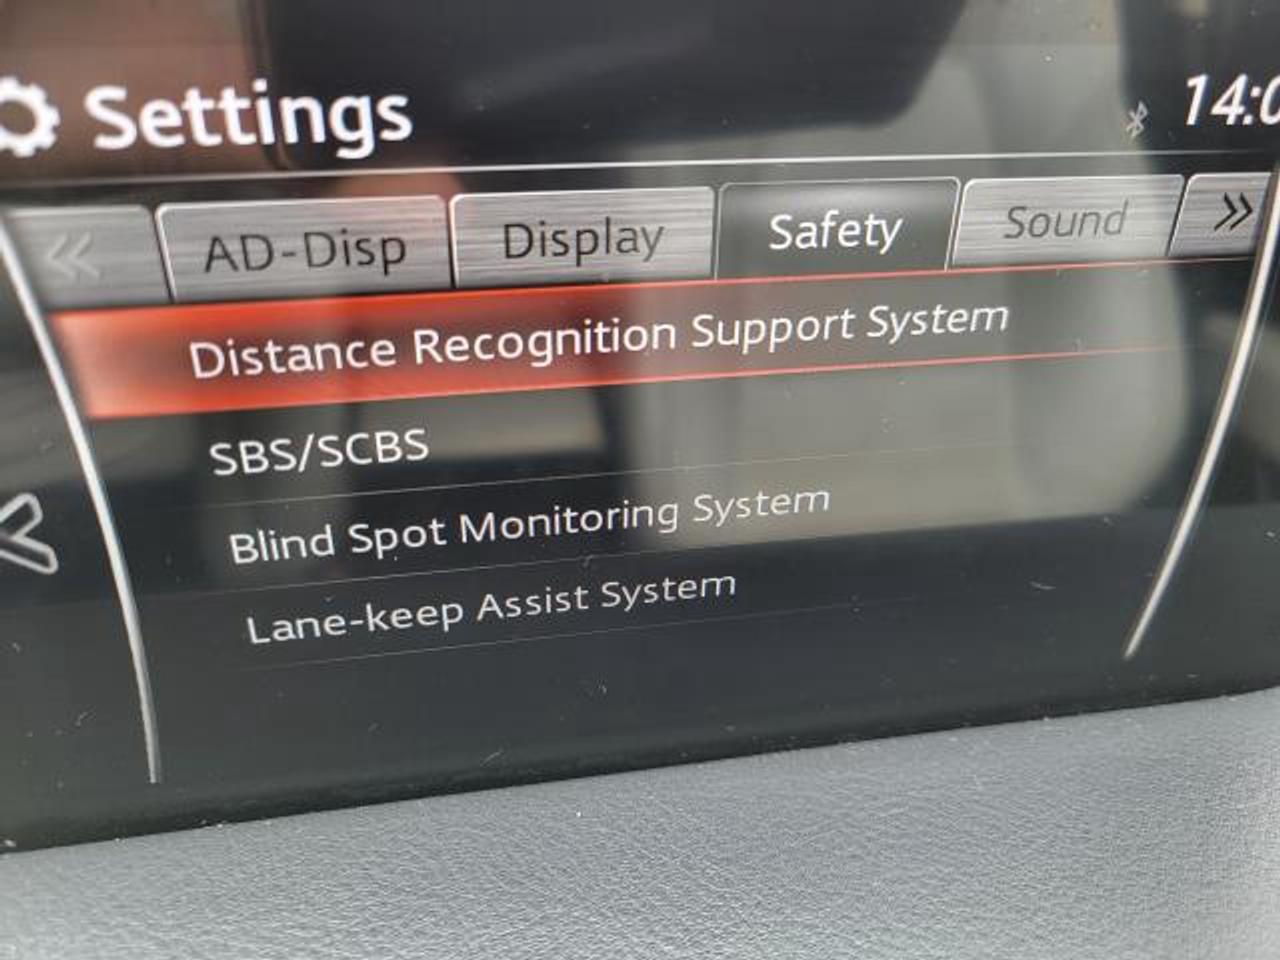 Settings 14:0
AD-Disp Display Safety Sound
Distance Recognition Support System
SBS/SCBS
Blind Spot Monitoring System
Lane-keep Assist System